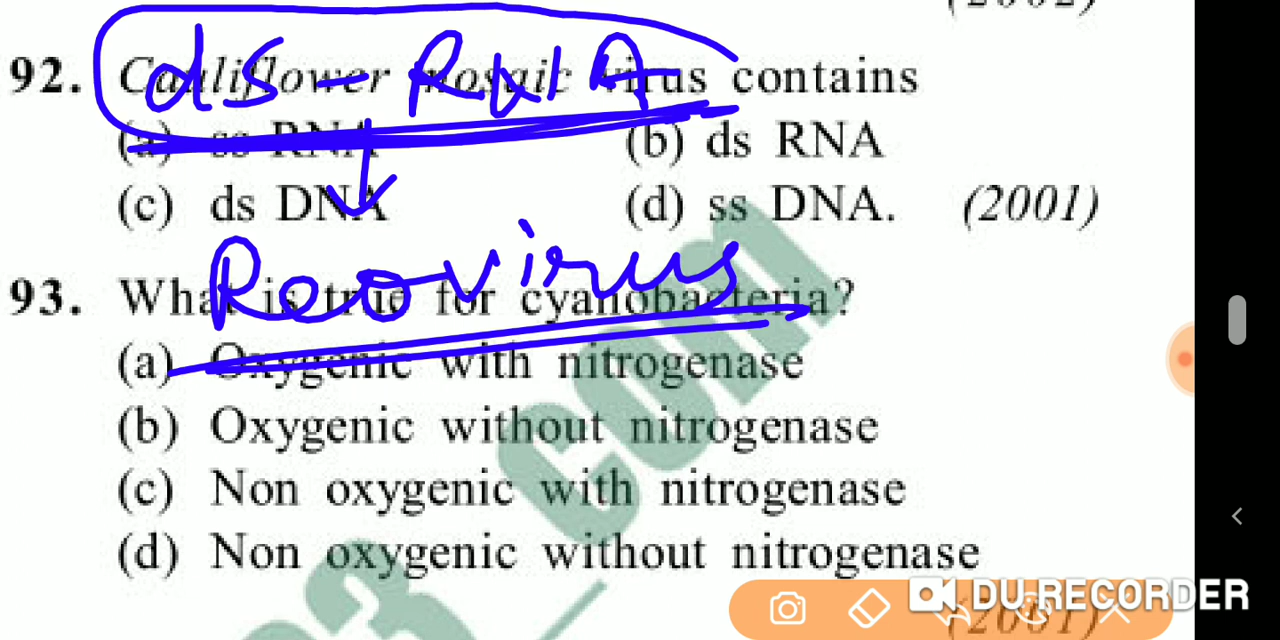 (2002)
92. Cauliflower mosaic virus contains
ds-RNA
(a) ss RNA (b) ds RNA
(c) ds DNA (d) ss DNA. (2001)
Reovirus
93. What is true for cyanobacteria?
(a) Oxygenic with nitrogenase
(b) Oxygenic without nitrogenase
(c) Non oxygenic with nitrogenase
(d) Non oxygenic without nitrogenase
(2001)
DU RECORDER